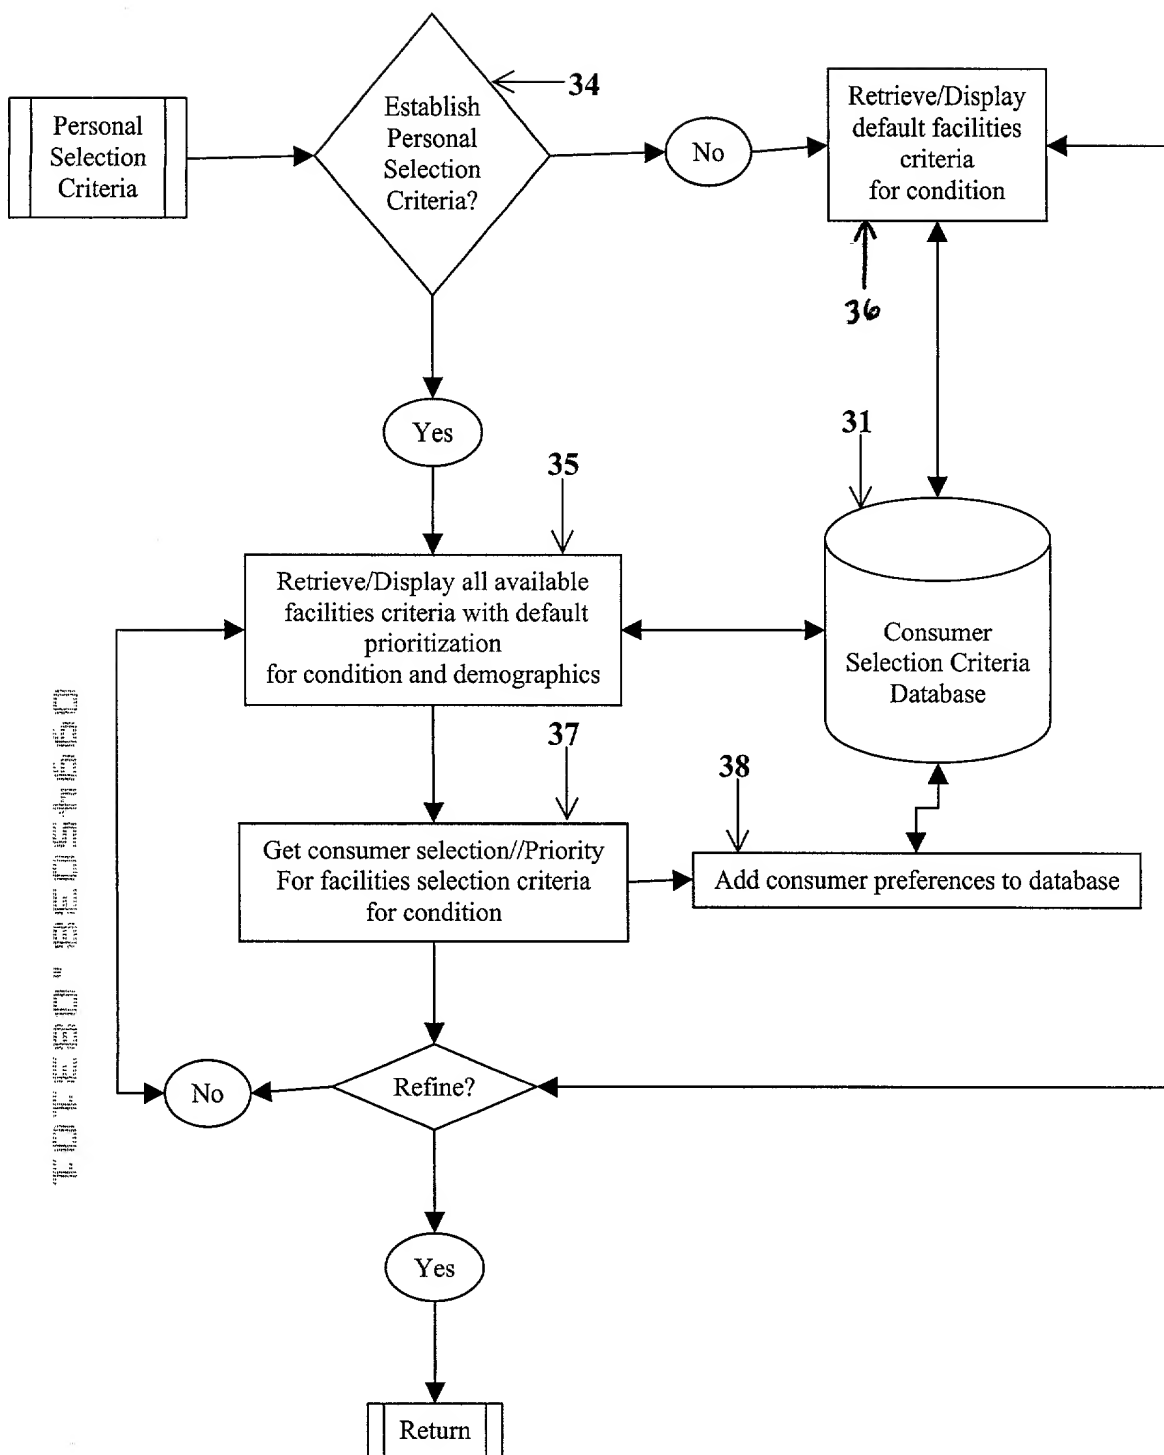 34
Personal
Selection
Criteria
Establish
Personal
Selection
Criteria?
No
Retrieve/Display
default facilities
criteria
for condition
36
Yes
31
35
Retrieve/Display all available
facilities criteria with default
prioritization
for condition and demographics
Consumer
Selection Criteria
Database
37
38
Get consumer selection//Priority
For facilities selection criteria
for condition
Add consumer preferences to database
No
Refine?
Yes
Return